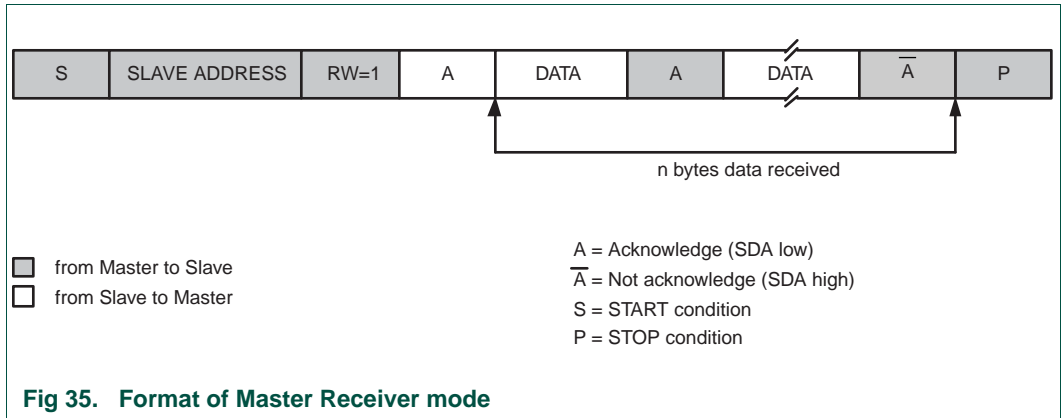 S SLAVE ADDRESS RW=1 A DATA A DATA A̅ P
n bytes data received
from Master to Slave
from Slave to Master
A = Acknowledge (SDA low)
A̅ = Not acknowledge (SDA high)
S = START condition
P = STOP condition
Fig 35. Format of Master Receiver mode